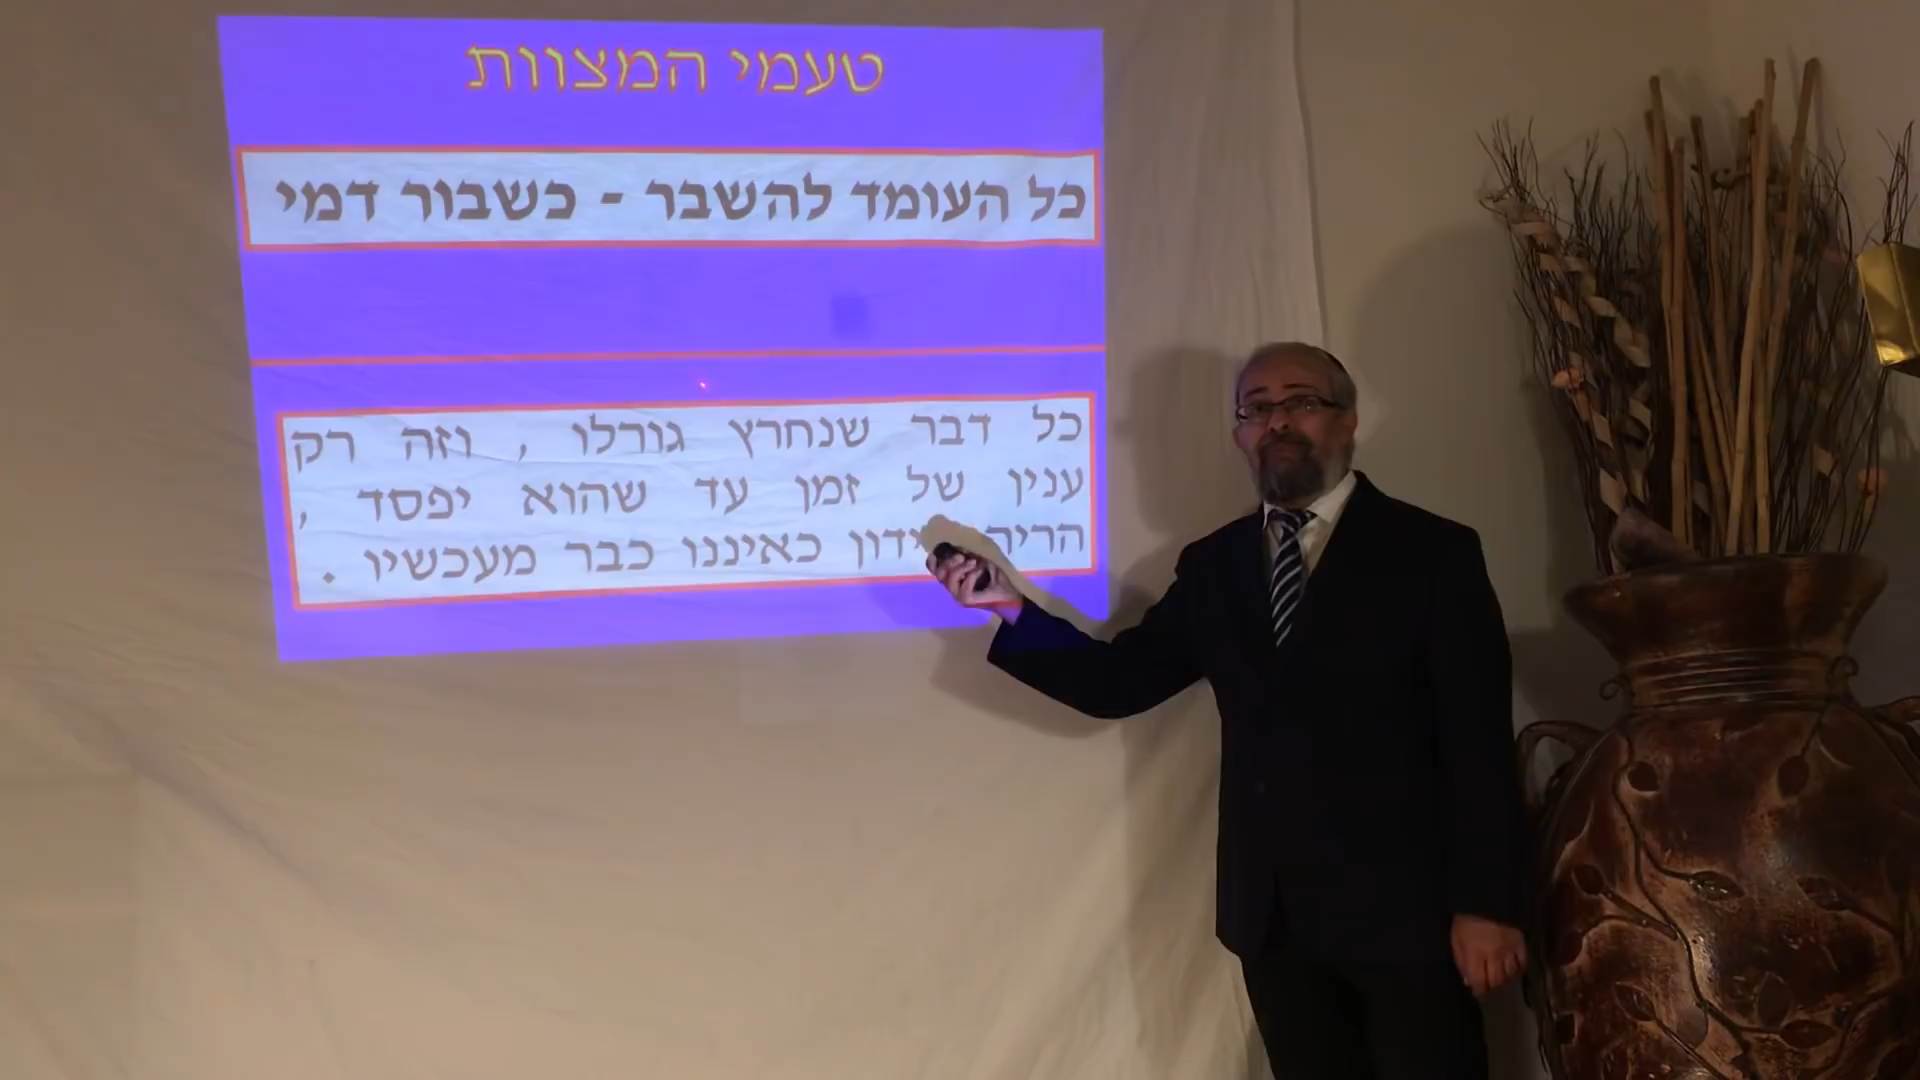 טעמי המצוות
כל העומד להשבר - כשבור דמי
כל דבר שנחרץ גורלו , וזה רק
ענין של זמן עד שהוא יפסד ,
כאיננו כבר מעכשיו .